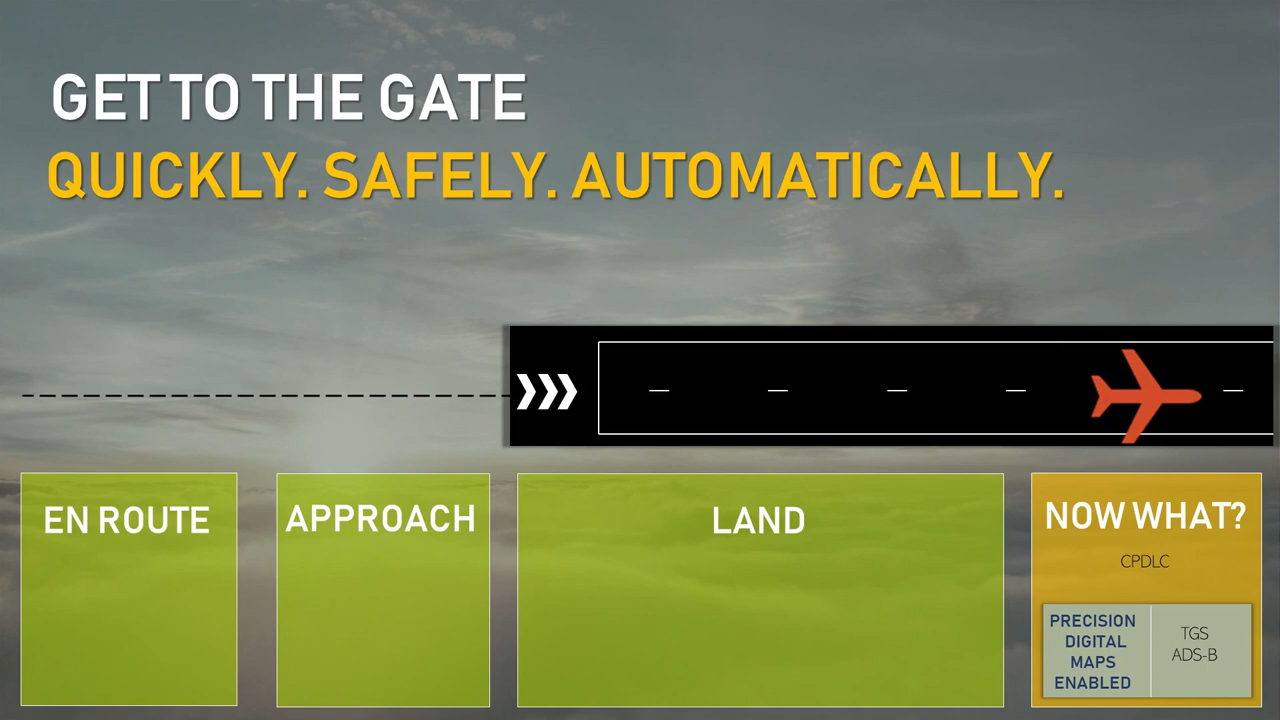 GET TO THE GATE
QUICKLY. SAFELY. AUTOMATICALLY.
EN ROUTE
APPROACH
LAND
NOW WHAT?
CPDLC
PRECISION
DIGITAL
MAPS
ENABLED
TGS
ADS-B